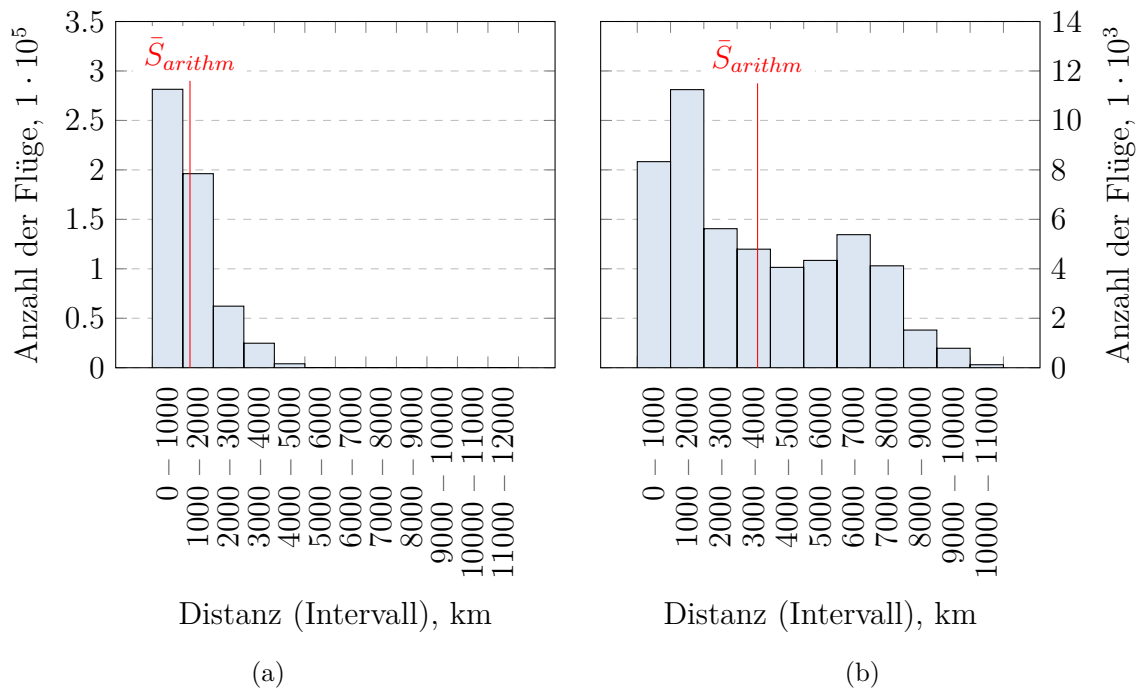 Anzahl der Flüge, 1 · 10⁵
3.5
3
2.5
2
1.5
1
0.5
0
S̄arithm
0 – 1000
1000 – 2000
2000 – 3000
3000 – 4000
4000 – 5000
5000 – 6000
6000 – 7000
7000 – 8000
8000 – 9000
9000 – 10000
10000 – 11000
11000 – 12000
Distanz (Intervall), km
(a)
S̄arithm
14
12
10
8
6
4
2
0
Anzahl der Flüge, 1 · 10³
0 – 1000
1000 – 2000
2000 – 3000
3000 – 4000
4000 – 5000
5000 – 6000
6000 – 7000
7000 – 8000
8000 – 9000
9000 – 10000
10000 – 11000
Distanz (Intervall), km
(b)